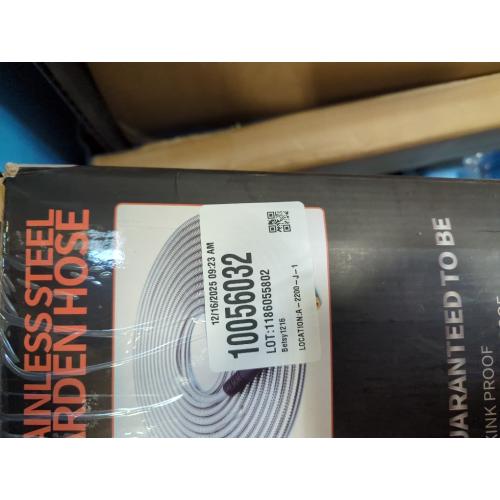 AINLESS STEEL
ARDEN HOSE
12/16/2025 09:23 AM
10056032
LOT:1186055802
Betsy1216
LOCATION:A-2200-J-1
UARANTEED TO BE
KINK PROOF